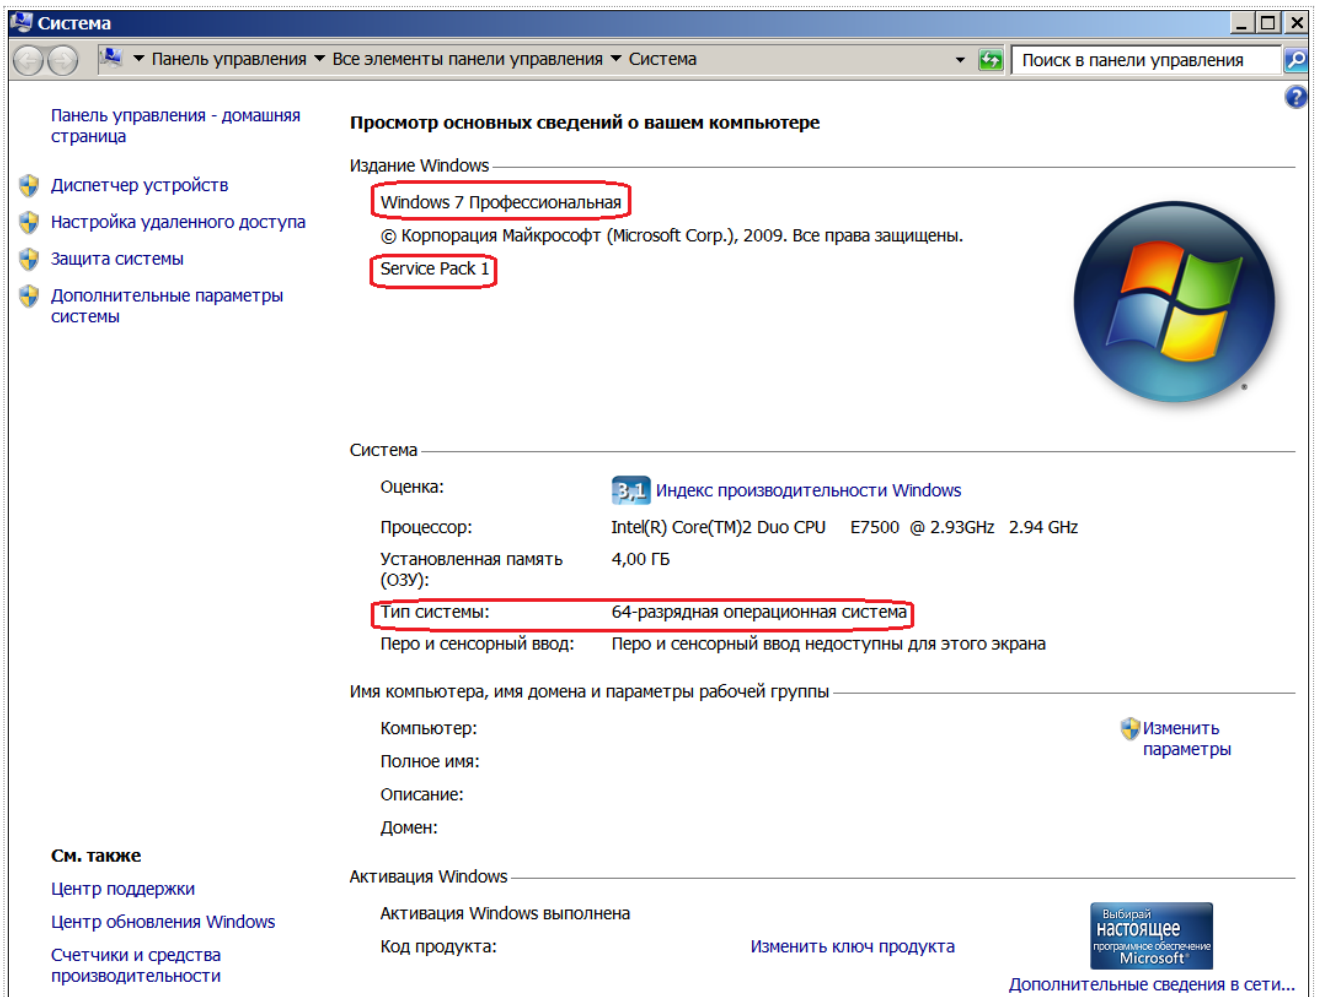 Система
Панель управления
Все элементы панели управления
Система
Поиск в панели управления
Панель управления - домашняя
страница
Диспетчер устройств
Настройка удаленного доступа
Защита системы
Дополнительные параметры
системы
Просмотр основных сведений о вашем компьютере
Издание Windows
Windows 7 Профессиональная
© Корпорация Майкрософт (Microsoft Corp.), 2009. Все права защищены.
Service Pack 1
Система
Оценка:
3,1 Индекс производительности Windows
Процессор: Intel(R) Core(TM)2 Duo CPU E7500 @ 2.93GHz 2.94 GHz
Установленная память
(ОЗУ):
4,00 ГБ
Тип системы: 64-разрядная операционная система
Перо и сенсорный ввод: Перо и сенсорный ввод недоступны для этого экрана
Имя компьютера, имя домена и параметры рабочей группы
Компьютер:
Полное имя:
Описание:
Домен:
Изменить
параметры
Активация Windows
Активация Windows выполнена
Код продукта:
Изменить ключ продукта
Выбирай
настоящее
программное обеспечение
Microsoft
Дополнительные сведения в сети...
См. также
Центр поддержки
Центр обновления Windows
Счетчики и средства
производительности